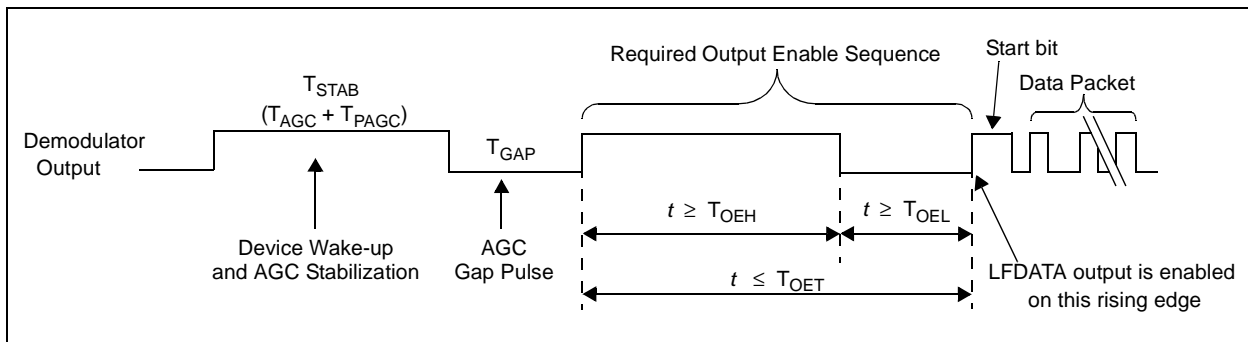 Required Output Enable Sequence
Start bit
Data Packet
TSTAB
(TAGC + TPAGC)
Demodulator
Output
TGAP
t ≥ TOEH
t ≥ TOEL
Device Wake-up
and AGC Stabilization
AGC
Gap Pulse
t ≤ TOET
LFDATA output is enabled
on this rising edge